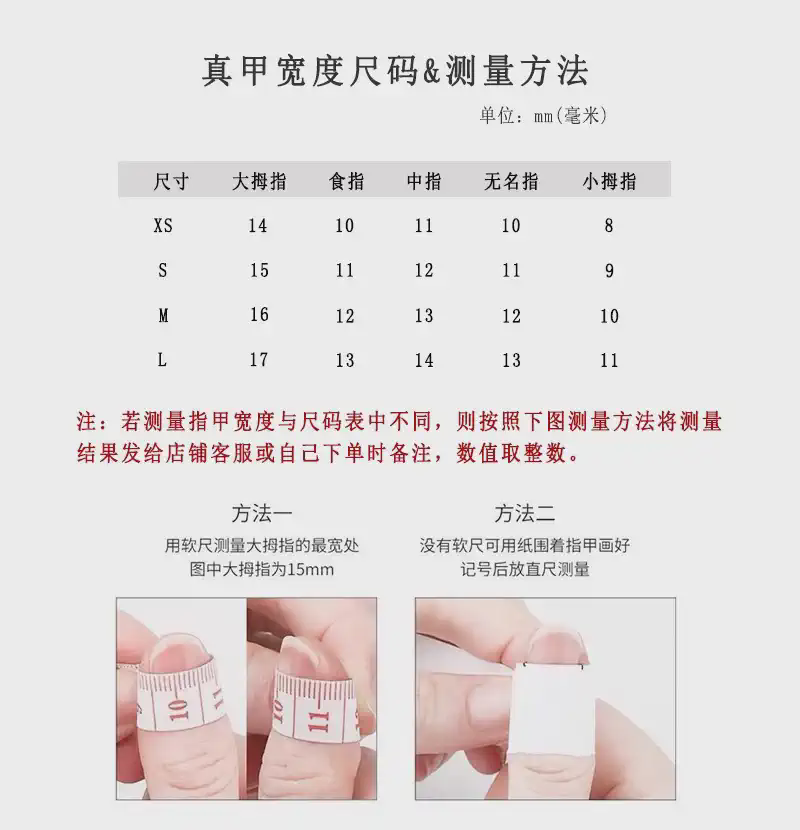 真甲宽度尺码&测量方法
单位：mm(毫米)
尺寸 大拇指 食指 中指 无名指 小拇指
XS 14 10 11 10 8
S 15 11 12 11 9
M 16 12 13 12 10
L 17 13 14 13 11
注：若测量指甲宽度与尺码表中不同，则按照下图测量方法将测量
结果发给店铺客服或自己下单时备注，数值取整数。
方法一
用软尺测量大拇指的最宽处
图中大拇指为15mm
方法二
没有软尺可用纸围着指甲画好
记号后放直尺测量
10 11
10 11